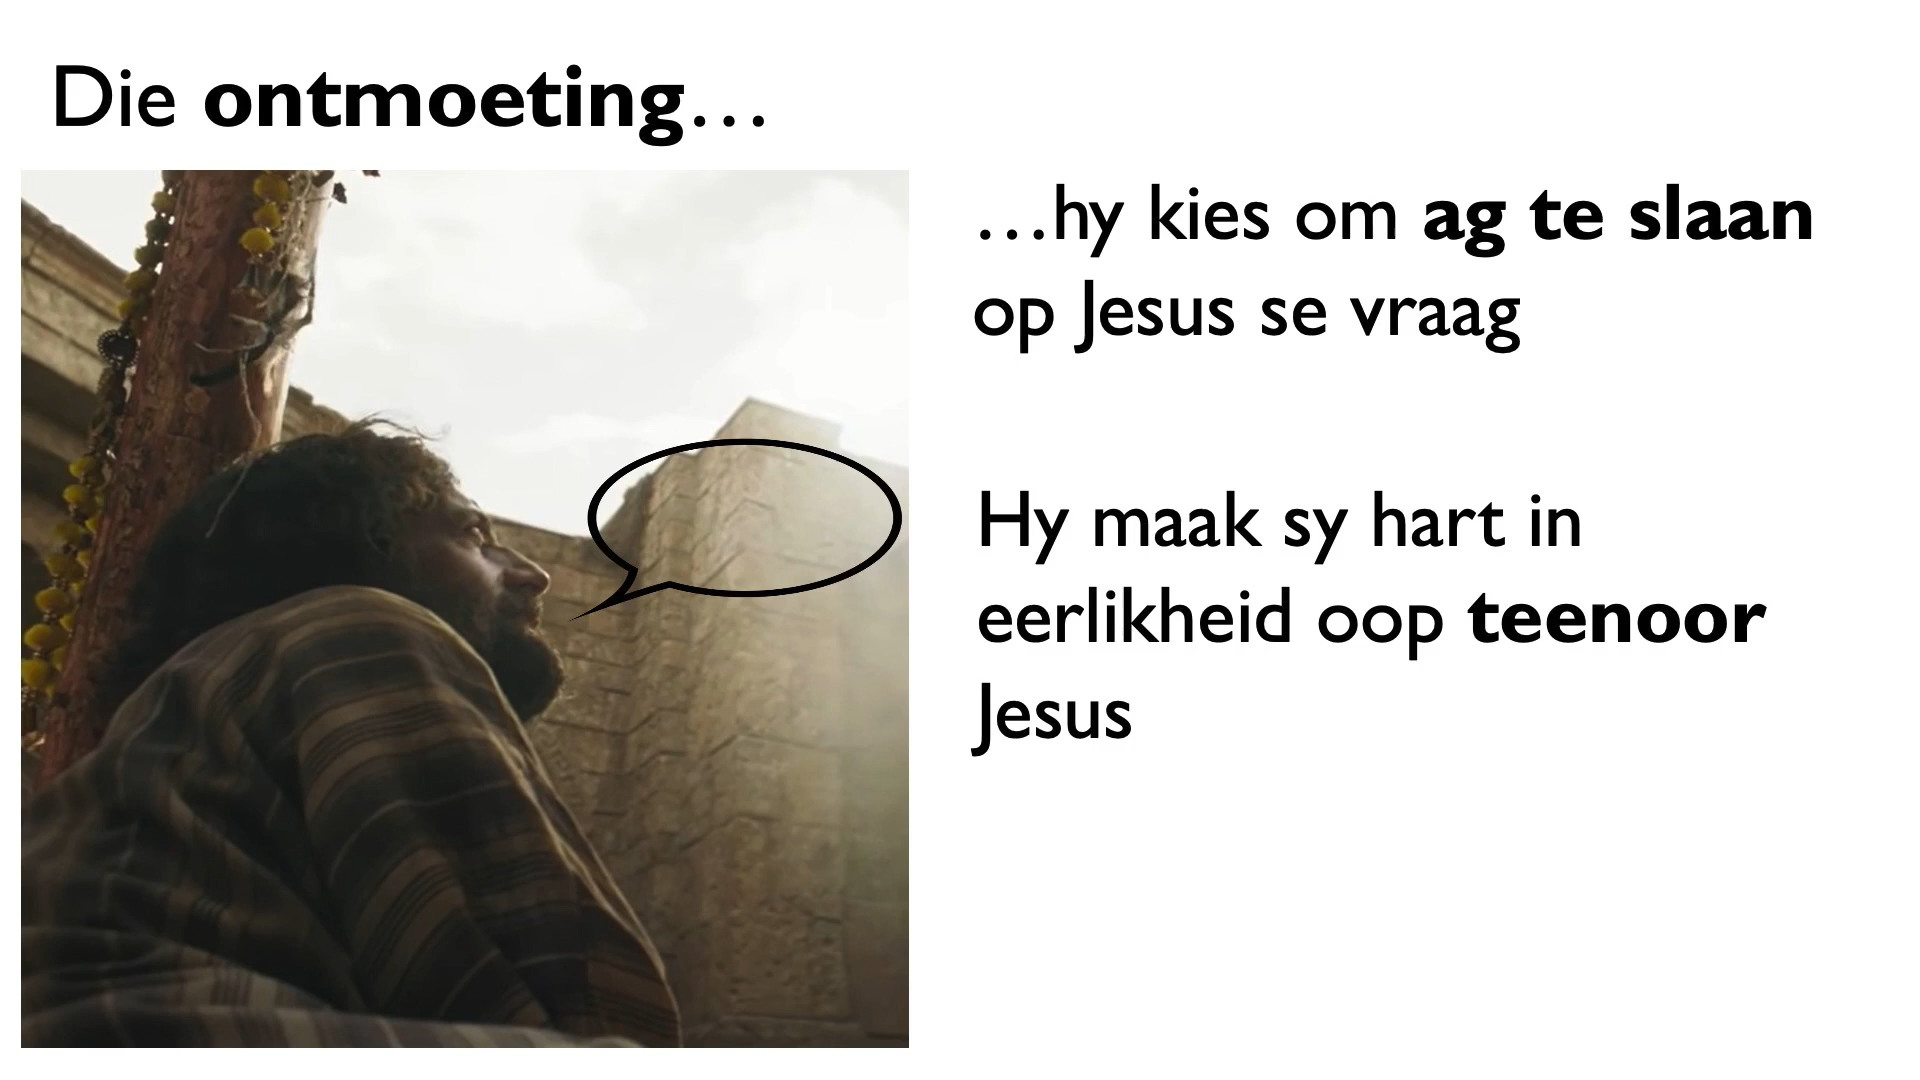 Die ontmoeting…
…hy kies om ag te slaan
op Jesus se vraag
Hy maak sy hart in
eerlikheid oop teenoor
Jesus